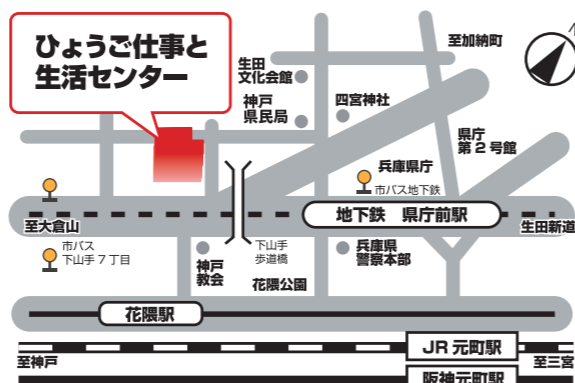 ひょうご仕事と
生活センター
至加納町
生田
文化会館
神戸
県民局
四宮神社
県庁
第2号館
兵庫県庁
市バス地下鉄
地下鉄 県庁前駅
至大倉山
生田新道
市バス
下山手7丁目
神戸
教会
下山手
歩道橋
花隈公園
兵庫県
警察本部
花隈駅
JR元町駅
至神戸
至三宮
阪神元町駅